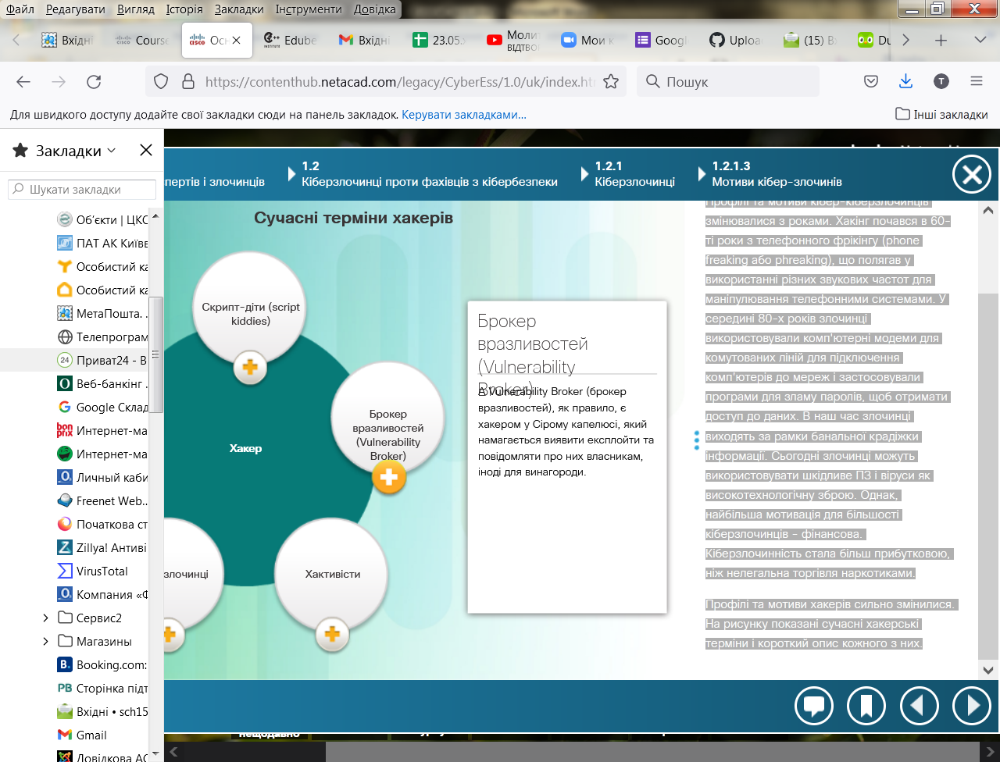 Файл Редагувати Вигляд Історія Закладки Інструменти Довідка
Вхідні Course Осн Edube Вхідні 23.05. Молит Мои к Google Uploa (15) Вх Du
ВІДТВО
https://contenthub.netacad.com/legacy/CyberEss/1.0/uk/index.htm
Пошук
T
Для швидкого доступу додайте свої закладки сюди на панель закладок. Керувати закладками...
Інші закладки
Закладки
Шукати закладки
Об'єкти | ЦКС
ПАТ АК Київв
Особистий ка
Особистий ка
МетаПошта. .
Телепрограм
Приват24 - В
Веб-банкінг .
Google Склад
Интернет-ма
Интернет-ма
Личный каби
Freenet Web...
Початкова ст
Zillya! Антиві
VirusTotal
Компания «Ф
Сервис2
Магазины
Booking.com:
Сторінка підт
Вхідні • sch15
Gmail
Довідкова АС
пертів і злочинців
1.2
Кіберзлочинці проти фахівців з кібербезпеки
1.2.1
Кіберзлочинці
1.2.1.3
Мотиви кібер-злочинів
Сучасні терміни хакерів
Скрипт-діти (script
kiddies)
Брокер
вразливостей
(Vulnerability
Broker)
Хакер
злочинці
Хактивісти
Брокер
вразливостей
(Vulnerability
Broker)
A Vulnerability Broker (брокер
вразливостей), як правило, є
хакером у Сірому капелюсі, який
намагається виявити експлойти та
повідомляти про них власникам,
іноді для винагороди.
Профілі та мотиви кібер-кіберзлочинців
змінювалися з роками. Хакінг почався в 60-
ті роки з телефонного фрікінгу (phone
freaking або phreaking), що полягав у
використанні різних звукових частот для
маніпулювання телефонними системами. У
середині 80-х років злочинці
використовували комп'ютерні модеми для
комутованих ліній для підключення
комп'ютерів до мереж і застосовували
програми для зламу паролів, щоб отримати
доступ до даних. В наш час злочинці
виходять за рамки банальної крадіжки
інформації. Сьогодні злочинці можуть
використовувати шкідливе ПЗ і віруси як
високотехнологічну зброю. Однак,
найбільша мотивація для більшості
кіберзлочинців - фінансова.
Кіберзлочинність стала більш прибутковою,
ніж нелегальна торгівля наркотиками.
Профілі та мотиви хакерів сильно змінилися.
На рисунку показані сучасні хакерські
терміни і короткий опис кожного з них.
нещодавно